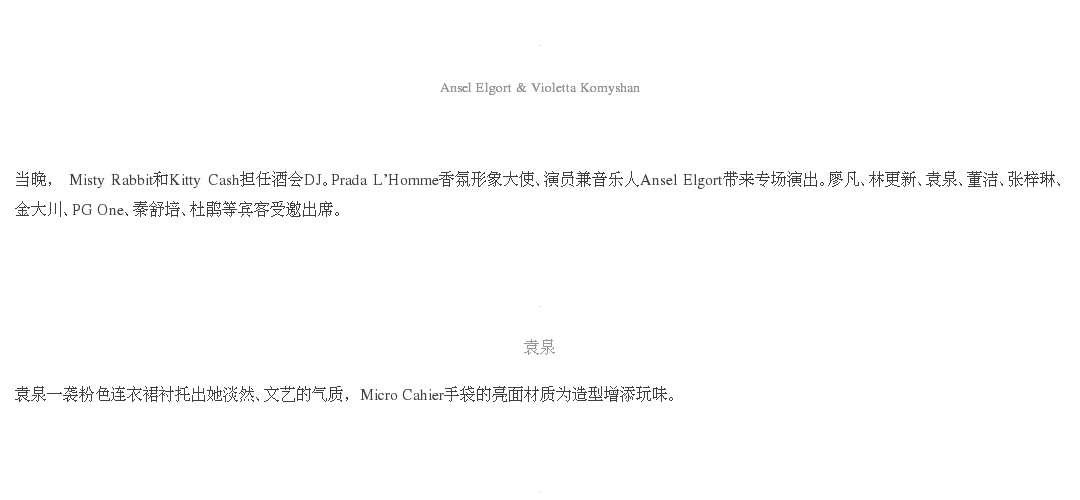 Ansel Elgort & Violetta Komyshan
当晚， Misty Rabbit和Kitty Cash担任酒会DJ。Prada L’Homme香氛形象大使、演员兼音乐人Ansel Elgort带来专场演出。廖凡、林更新、袁泉、董洁、张梓琳、
金大川、PG One、秦舒培、杜鹃等宾客受邀出席。
袁泉
袁泉一袭粉色连衣裙衬托出她淡然、文艺的气质，Micro Cahier手袋的亮面材质为造型增添玩味。